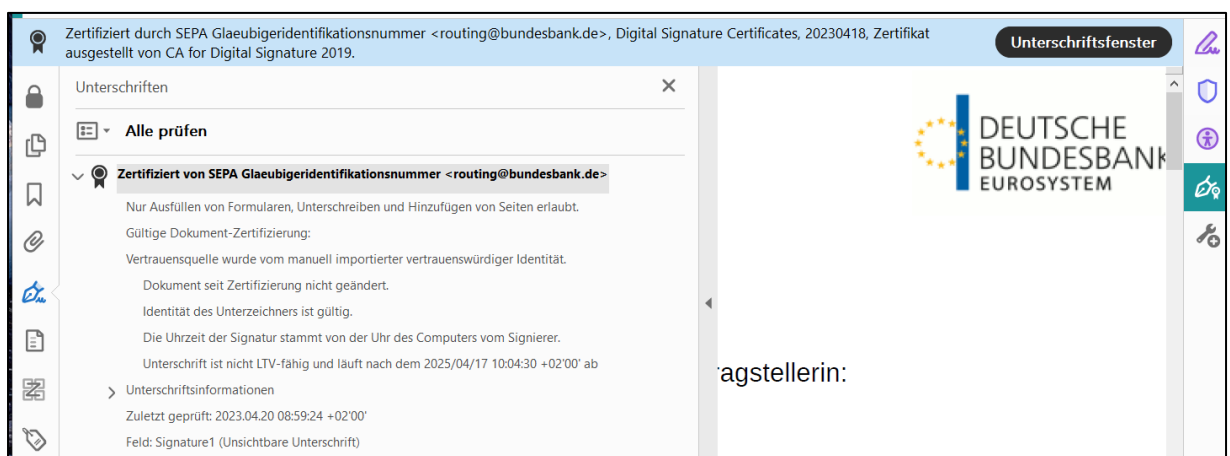 Zertifiziert durch SEPA Glaeubigeridentifikationsnummer <routing@bundesbank.de>, Digital Signature Certificates, 20230418, Zertifikat
ausgestellt von CA for Digital Signature 2019.
Unterschriftsfenster
Unterschriften
Alle prüfen
Zertifiziert von SEPA Glaeubigeridentifikationsnummer <routing@bundesbank.de>
Nur Ausfüllen von Formularen, Unterschreiben und Hinzufügen von Seiten erlaubt.
Gültige Dokument-Zertifizierung:
Vertrauensquelle wurde vom manuell importierter vertrauenswürdiger Identität.
Dokument seit Zertifizierung nicht geändert.
Identität des Unterzeichners ist gültig.
Die Uhrzeit der Signatur stammt von der Uhr des Computers vom Signierer.
Unterschrift ist nicht LTV-fähig und läuft nach dem 2025/04/17 10:04:30 +02'00' ab
Unterschriftsinformationen
Zuletzt geprüft: 2023.04.20 08:59:24 +02'00'
Feld: Signature1 (Unsichtbare Unterschrift)
DEUTSCHE
BUNDESBANK
EUROSYSTEM
ragstellerin: